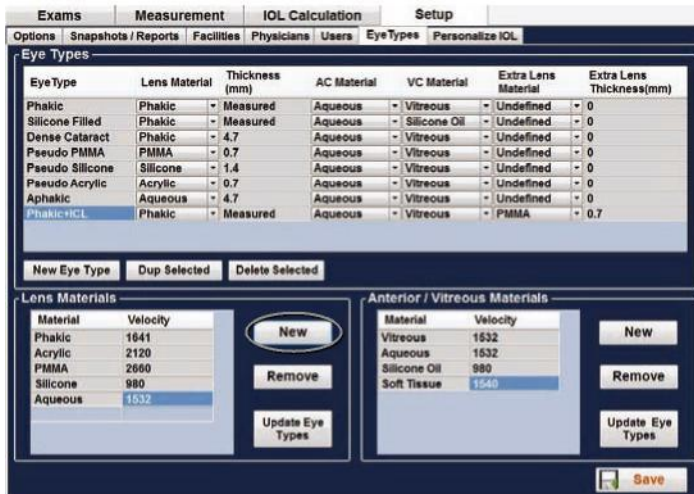 Exams Measurement IOL Calculation Setup
Options Snapshots / Reports Facilities Physicians Users EyeTypes Personalize IOL
Eye Types
EyeType Lens Material Thickness (mm) AC Material VC Material Extra Lens Material Extra Lens Thickness(mm)
Phakic Phakic Measured Aqueous Vitreous Undefined 0
Silicone Filled Phakic Measured Aqueous Silicone Oil Undefined 0
Dense Cataract Phakic 4.7 Aqueous Vitreous Undefined 0
Pseudo PMMA PMMA 0.7 Aqueous Vitreous Undefined 0
Pseudo Silicone Silicone 1.4 Aqueous Vitreous Undefined 0
Pseudo Acrylic Acrylic 0.7 Aqueous Vitreous Undefined 0
Aphakic Aqueous 4.7 Aqueous Vitreous Undefined 0
Phakic+ICL Phakic Measured Aqueous Vitreous PMMA 0.7
New Eye Type Dup Selected Delete Selected
Lens Materials
Material Velocity
Phakic 1641
Acrylic 2120
PMMA 2660
Silicone 980
Aqueous 1532
New
Remove
Update Eye Types
Anterior / Vitreous Materials
Material Velocity
Vitreous 1532
Aqueous 1532
Silicone Oil 980
Soft Tissue 1540
New
Remove
Update Eye Types
Save